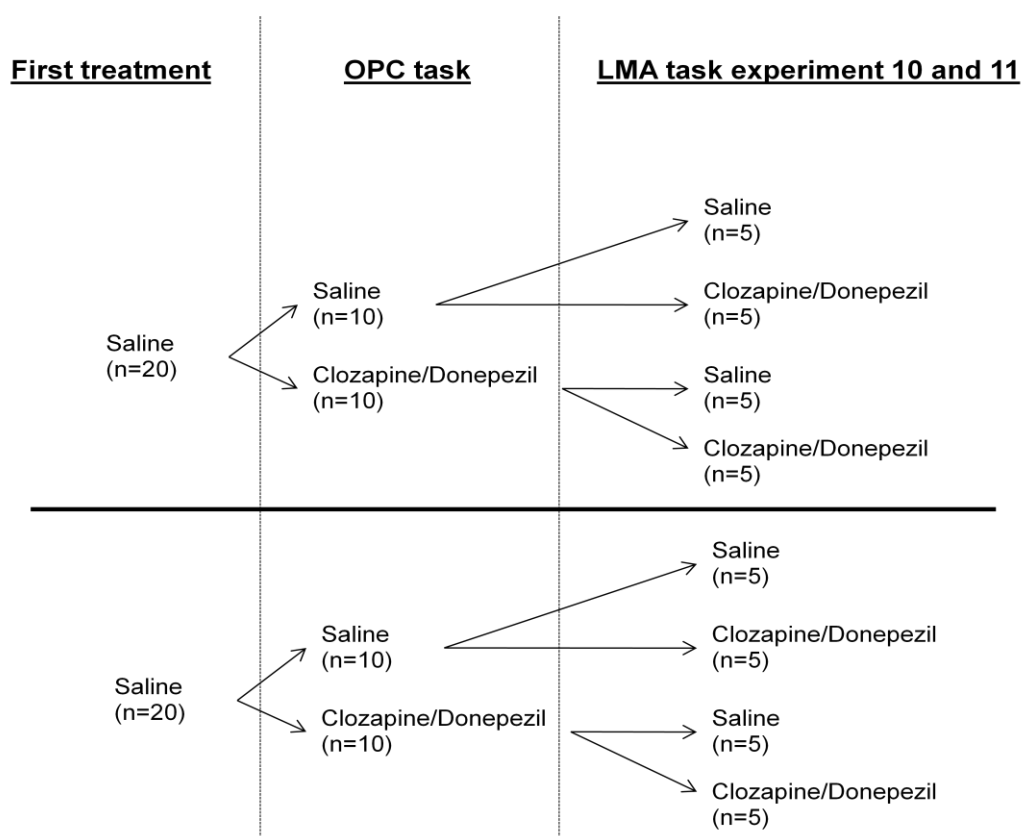 First treatment
OPC task
LMA task experiment 10 and 11
Saline
(n=20)
Saline
(n=10)
Clozapine/Donepezil
(n=10)
Saline
(n=5)
Clozapine/Donepezil
(n=5)
Saline
(n=5)
Clozapine/Donepezil
(n=5)
Saline
(n=20)
Saline
(n=10)
Clozapine/Donepezil
(n=10)
Saline
(n=5)
Clozapine/Donepezil
(n=5)
Saline
(n=5)
Clozapine/Donepezil
(n=5)